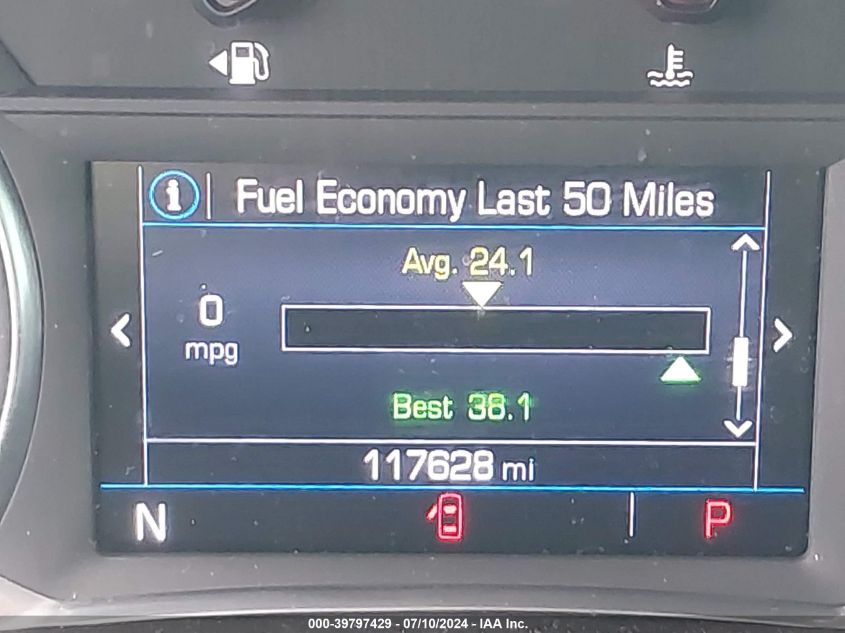 Fuel Economy Last 50 Miles
Avg. 24.1
0
mpg
Best 38.1
117628 mi
N P
000-39797429 - 07/10/2024 - IAA Inc.